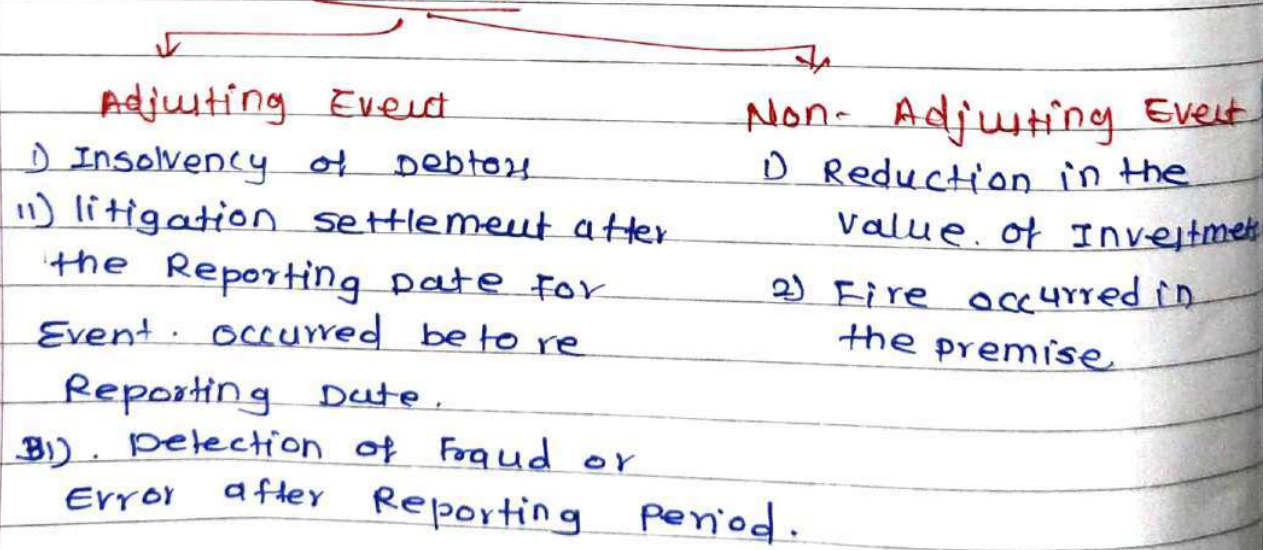 Adjusting Event
i) Insolvency of Debtors
ii) litigation settlement after
the Reporting Date For
Event. occurred before
Reporting Date.
Detection of Fraud or
Error after Reporting Period.
Non- Adjusting Event
1) Reduction in the
value. of Investmen
2) Fire occurred in
the premise.